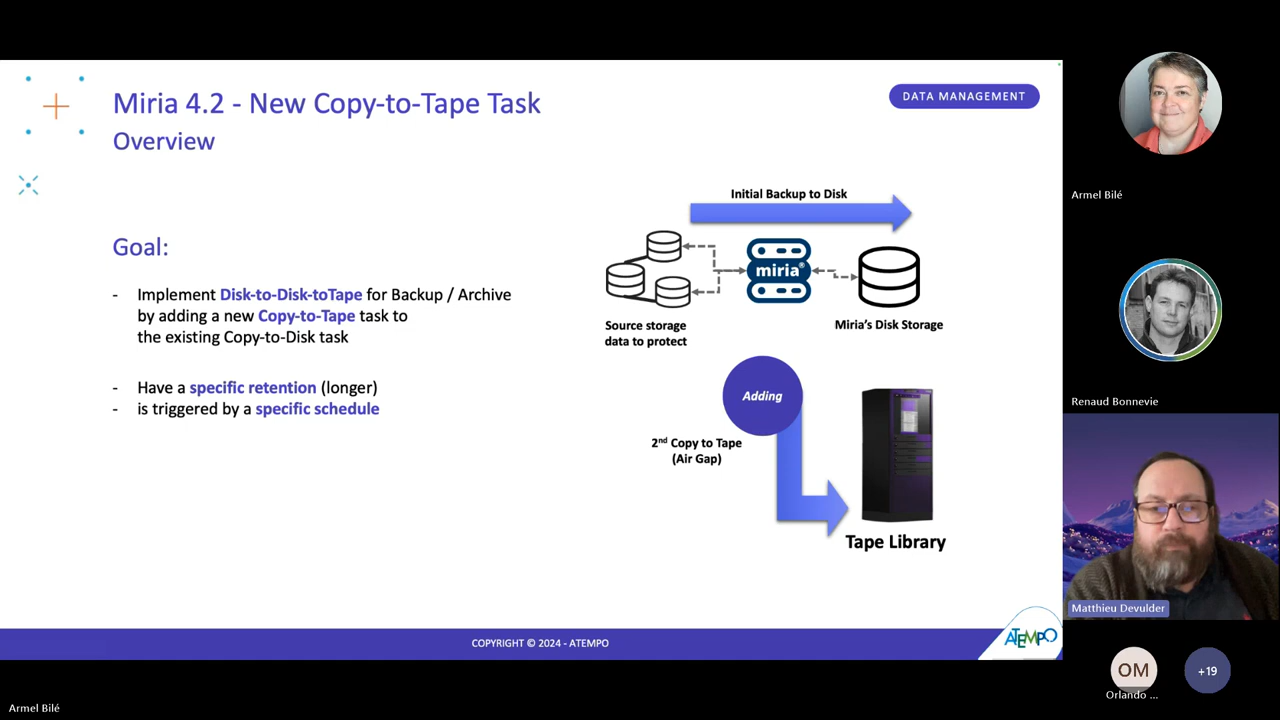 Miria 4.2 - New Copy-to-Tape Task
Overview
DATA MANAGEMENT
Goal:
- Implement Disk-to-Disk-toTape for Backup / Archive
by adding a new Copy-to-Tape task to
the existing Copy-to-Disk task
- Have a specific retention (longer)
- is triggered by a specific schedule
Initial Backup to Disk
miria®
Source storage
data to protect
Miria's Disk Storage
Adding
2nd Copy to Tape
(Air Gap)
Tape Library
COPYRIGHT © 2024 - ATEMPO
ATEMPO
Armel Bilé
Renaud Bonnevie
Matthieu Devulder
OM
Orlando ...
+19
Armel Bilé